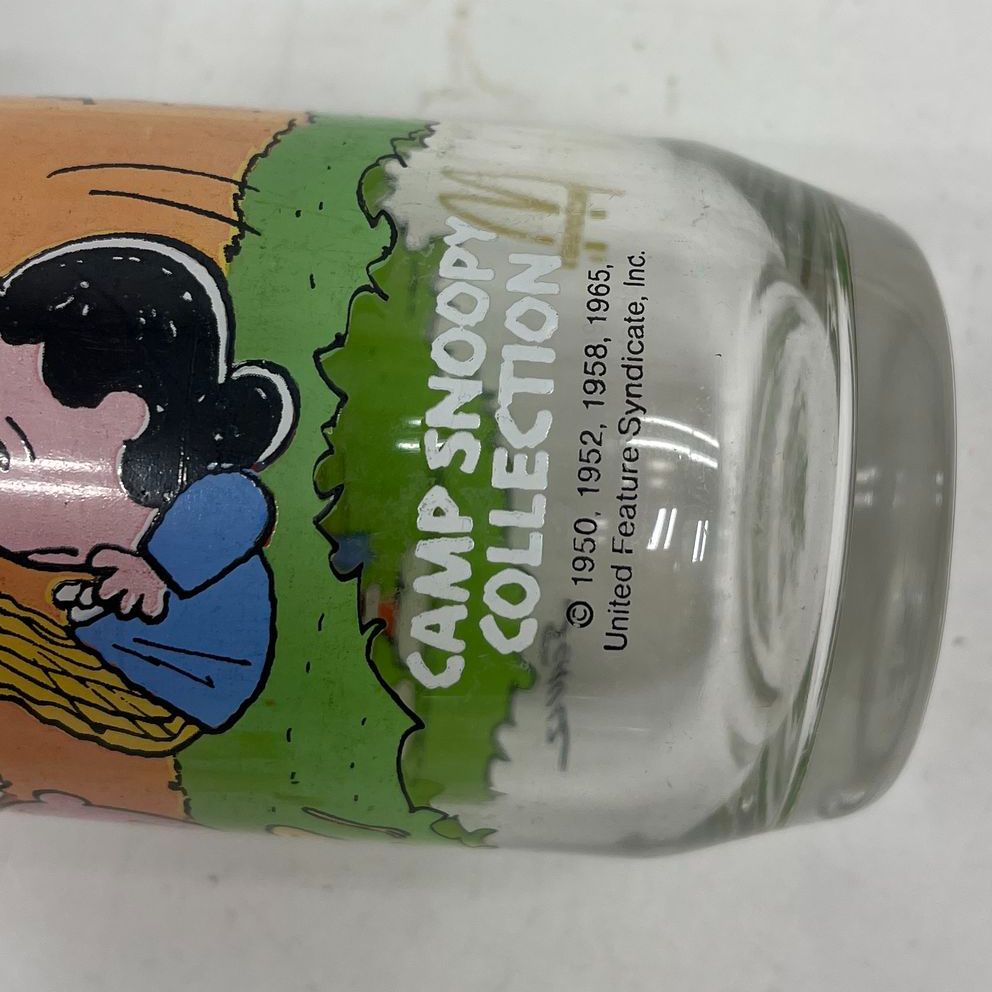 CAMP SNOOPY
COLLECTION
© 1950, 1952, 1958, 1965,
United Feature Syndicate, Inc.